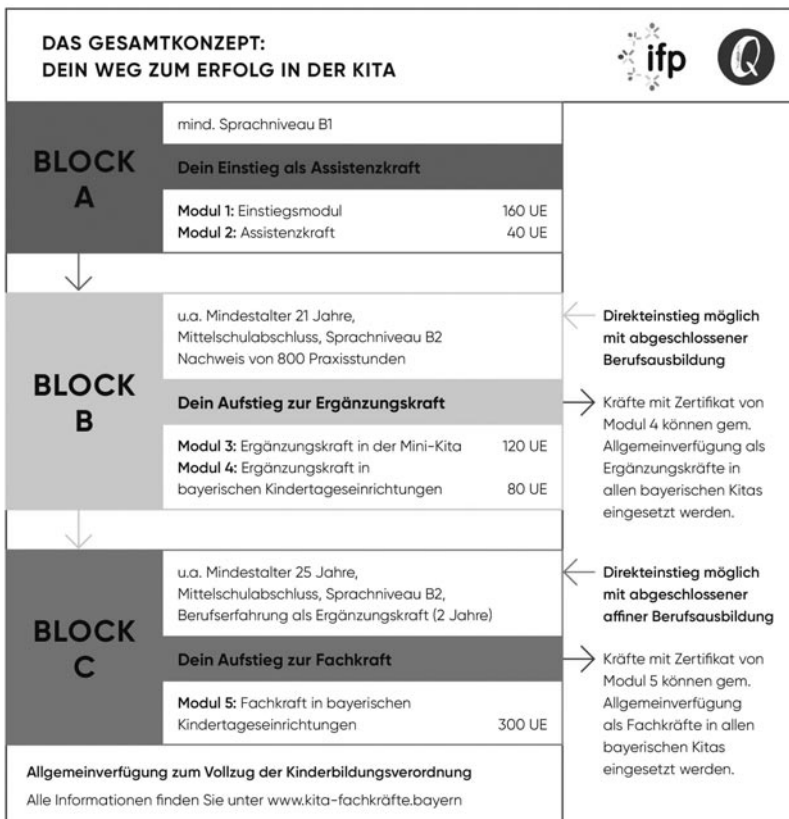 DAS GESAMTKONZEPT:
DEIN WEG ZUM ERFOLG IN DER KITA
ifp
Q
BLOCK
A
mind. Sprachniveau B1
Dein Einstieg als Assistenzkraft
Modul 1: Einstiegsmodul 160 UE
Modul 2: Assistenzkraft 40 UE
BLOCK
B
u.a. Mindestalter 21 Jahre,
Mittelschulabschluss, Sprachniveau B2
Nachweis von 800 Praxisstunden
Dein Aufstieg zur Ergänzungskraft
Modul 3: Ergänzungskraft in der Mini-Kita 120 UE
Modul 4: Ergänzungskraft in
bayerischen Kindertageseinrichtungen 80 UE
Direkteinstieg möglich
mit abgeschlossener
Berufsausbildung
Kräfte mit Zertifikat von
Modul 4 können gem.
Allgemeinverfügung als
Ergänzungskräfte in
allen bayerischen Kitas
eingesetzt werden.
BLOCK
C
u.a. Mindestalter 25 Jahre,
Mittelschulabschluss, Sprachniveau B2,
Berufserfahrung als Ergänzungskraft (2 Jahre)
Dein Aufstieg zur Fachkraft
Modul 5: Fachkraft in bayerischen
Kindertageseinrichtungen 300 UE
Direkteinstieg möglich
mit abgeschlossener
affiner Berufsausbildung
Kräfte mit Zertifikat von
Modul 5 können gem.
Allgemeinverfügung
als Fachkräfte in allen
bayerischen Kitas
eingesetzt werden.
Allgemeinverfügung zum Vollzug der Kinderbildungsverordnung
Alle Informationen finden Sie unter www.kita-fachkräfte.bayern